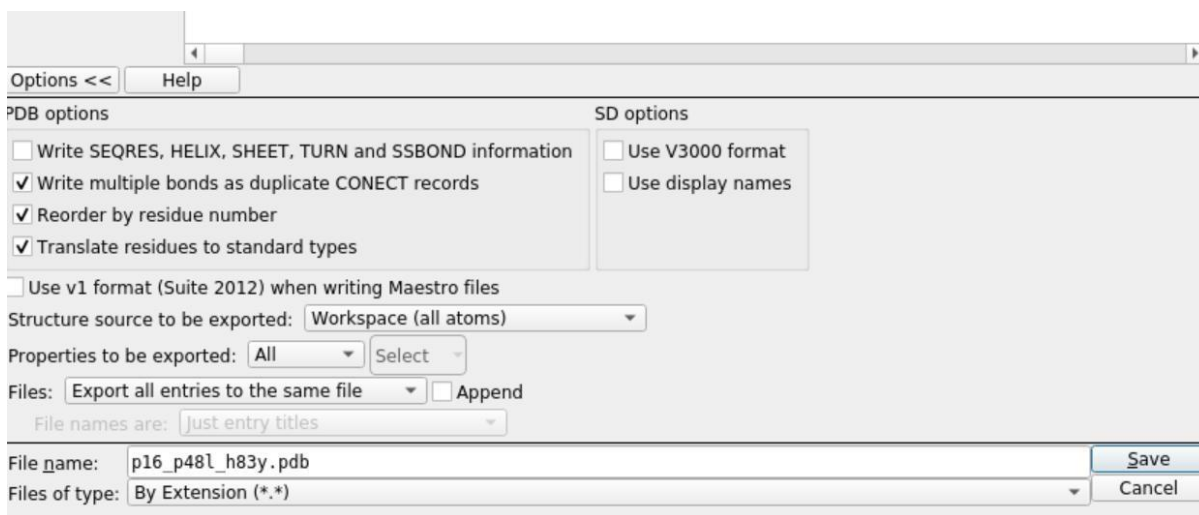 Options << Help
PDB options SD options
Write SEQRES, HELIX, SHEET, TURN and SSBOND information Use V3000 format
Write multiple bonds as duplicate CONECT records Use display names
Reorder by residue number
Translate residues to standard types
Use v1 format (Suite 2012) when writing Maestro files
Structure source to be exported: Workspace (all atoms)
Properties to be exported: All Select
Files: Export all entries to the same file Append
File names are: Just entry titles
File name: p16_p48l_h83y.pdb Save
Files of type: By Extension (*.*) Cancel